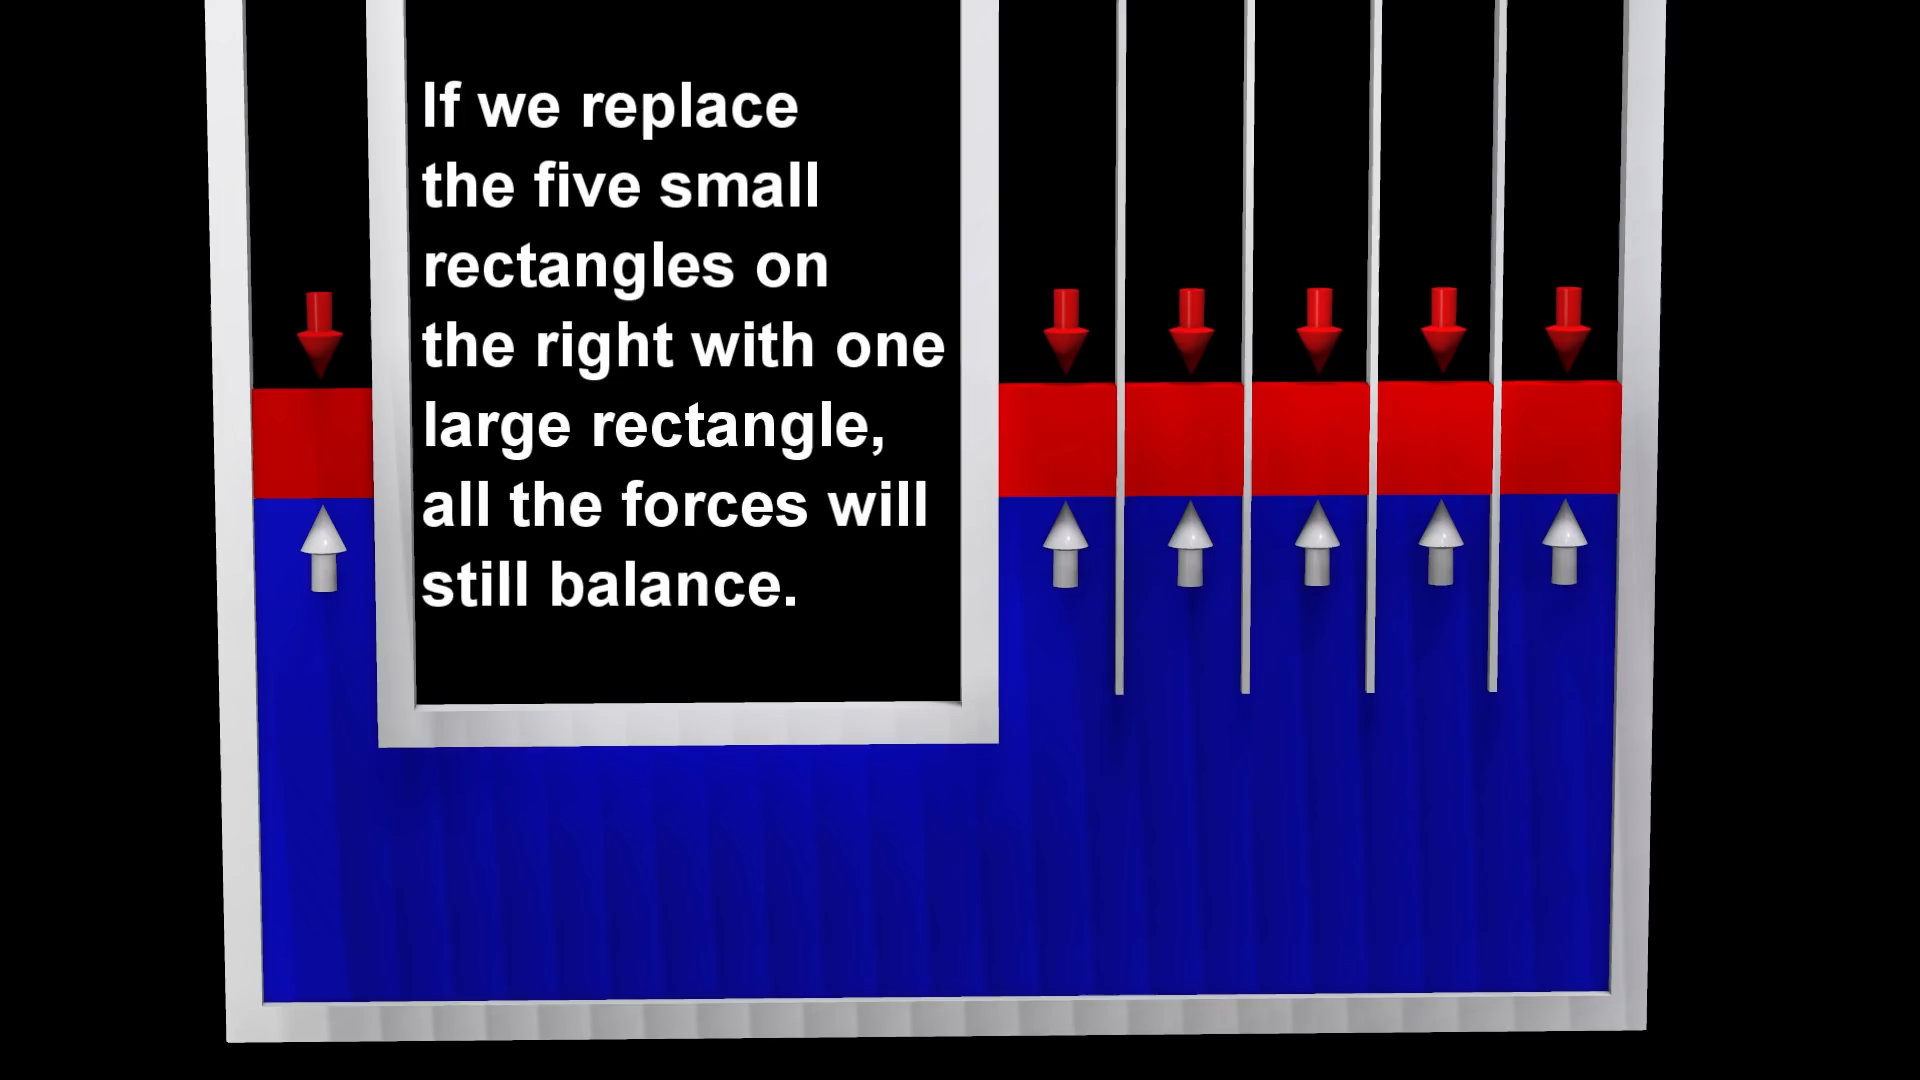 If we replace
the five small
rectangles on
the right with one
large rectangle,
all the forces will
still balance.